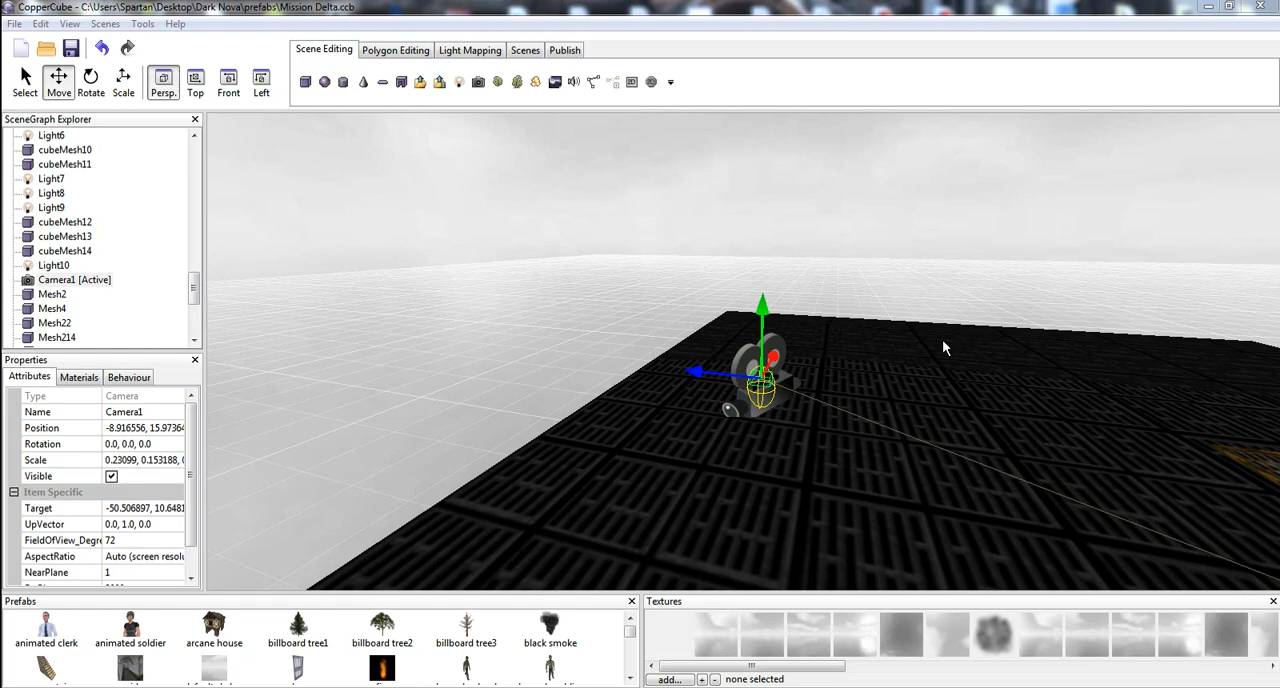 CopperCube - C:\Users\Spartan\Desktop\Dark Nova\prefabs\Mission Delta.ccb
File Edit View Scenes Tools Help
Scene Editing Polygon Editing Light Mapping Scenes Publish
Select Move Rotate Scale Persp. Top Front Left
SceneGraph Explorer
Light6
cubeMesh10
cubeMesh11
Light7
Light8
Light9
cubeMesh12
cubeMesh13
cubeMesh14
Light10
Camera1 [Active]
Mesh2
Mesh4
Mesh22
Mesh214
Properties
Attributes Materials Behaviour
Type Camera
Name Camera1
Position -8.916556, 15.97364
Rotation 0.0, 0.0, 0.0
Scale 0.23099, 0.153188, 
Visible
Item Specific
Target -50.506897, 10.6481
UpVector 0.0, 1.0, 0.0
FieldOfView_Degre 72
AspectRatio Auto (screen resolu
NearPlane 1
Prefabs
animated clerk animated soldier arcane house billboard tree1 billboard tree2 billboard tree3 black smoke
Textures
add... + - none selected